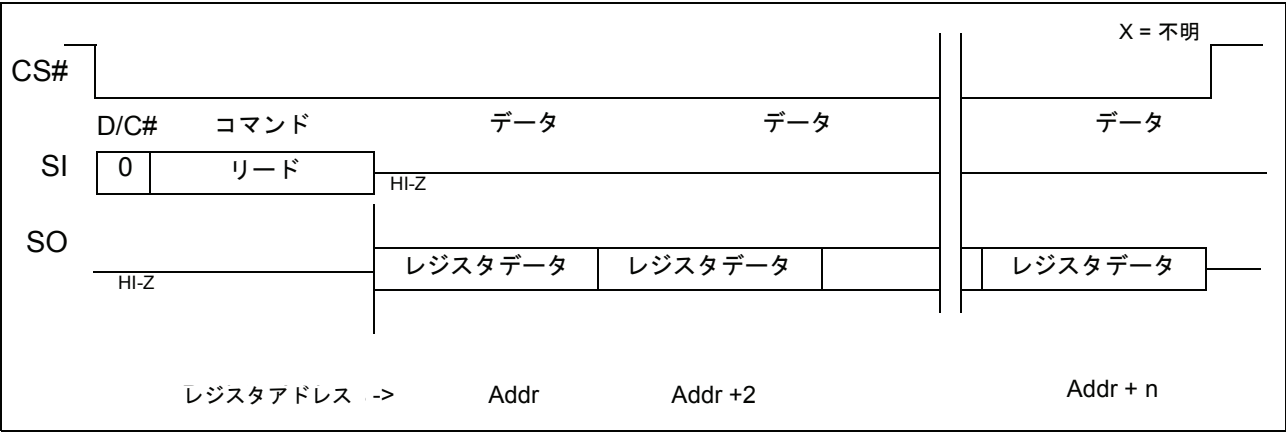 X = 不明
CS#
D/C# コマンド データ データ データ
SI 0 リード
HI-Z
SO
レジスタデータ レジスタデータ レジスタデータ
HI-Z
レジスタアドレス -> Addr Addr +2 Addr + n